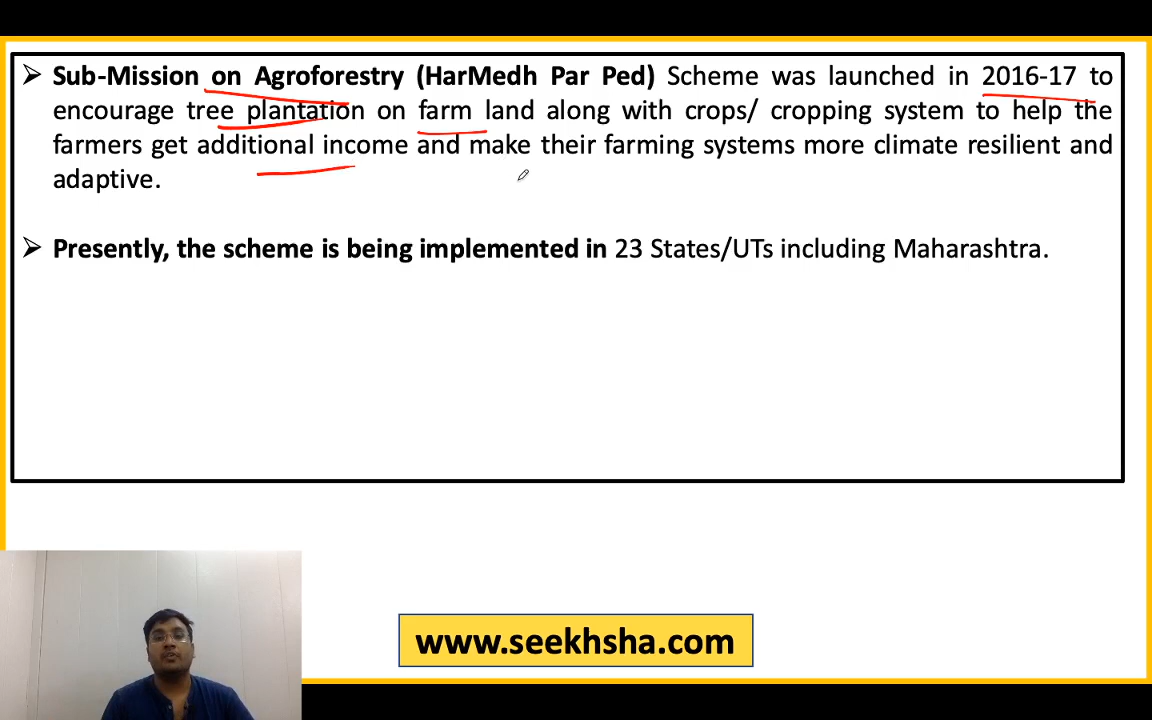 ➢ Sub-Mission on Agroforestry (HarMedh Par Ped) Scheme was launched in 2016-17 to
encourage tree plantation on farm land along with crops/ cropping system to help the
farmers get additional income and make their farming systems more climate resilient and
adaptive.
➢ Presently, the scheme is being implemented in 23 States/UTs including Maharashtra.
www.seekhsha.com